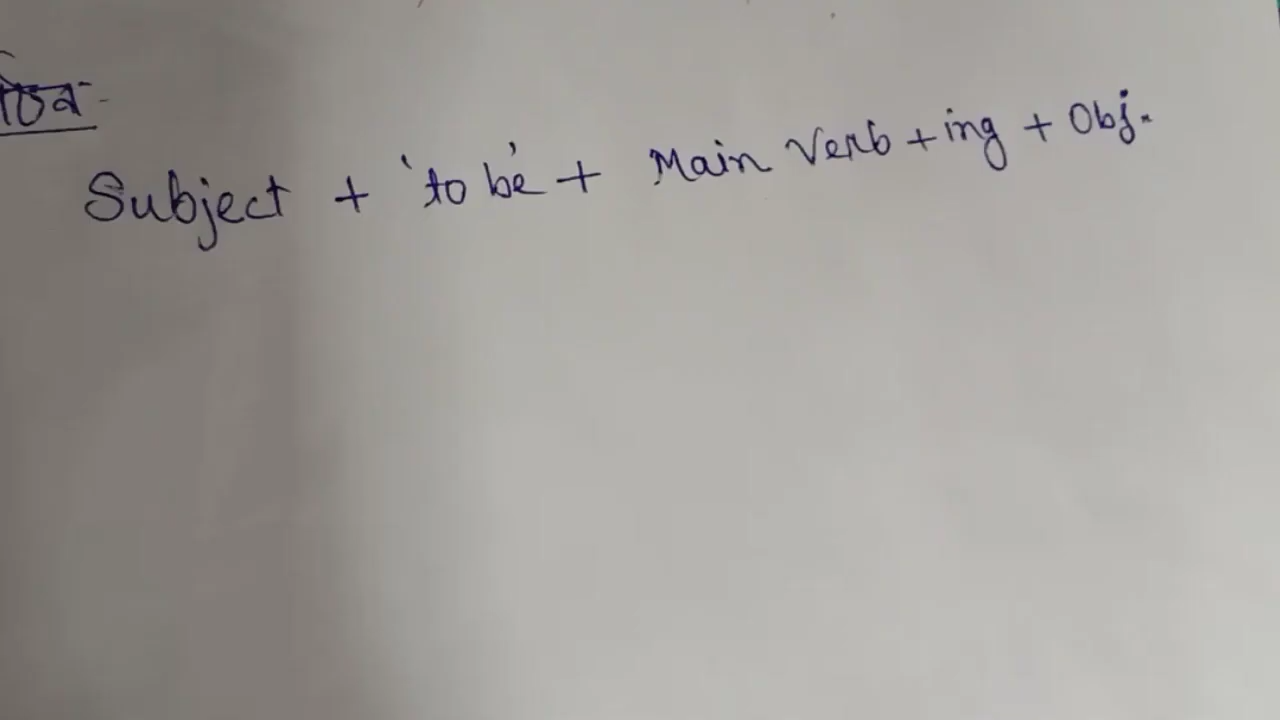 Subject + 'to be' + Main Verb + ing + Obj.